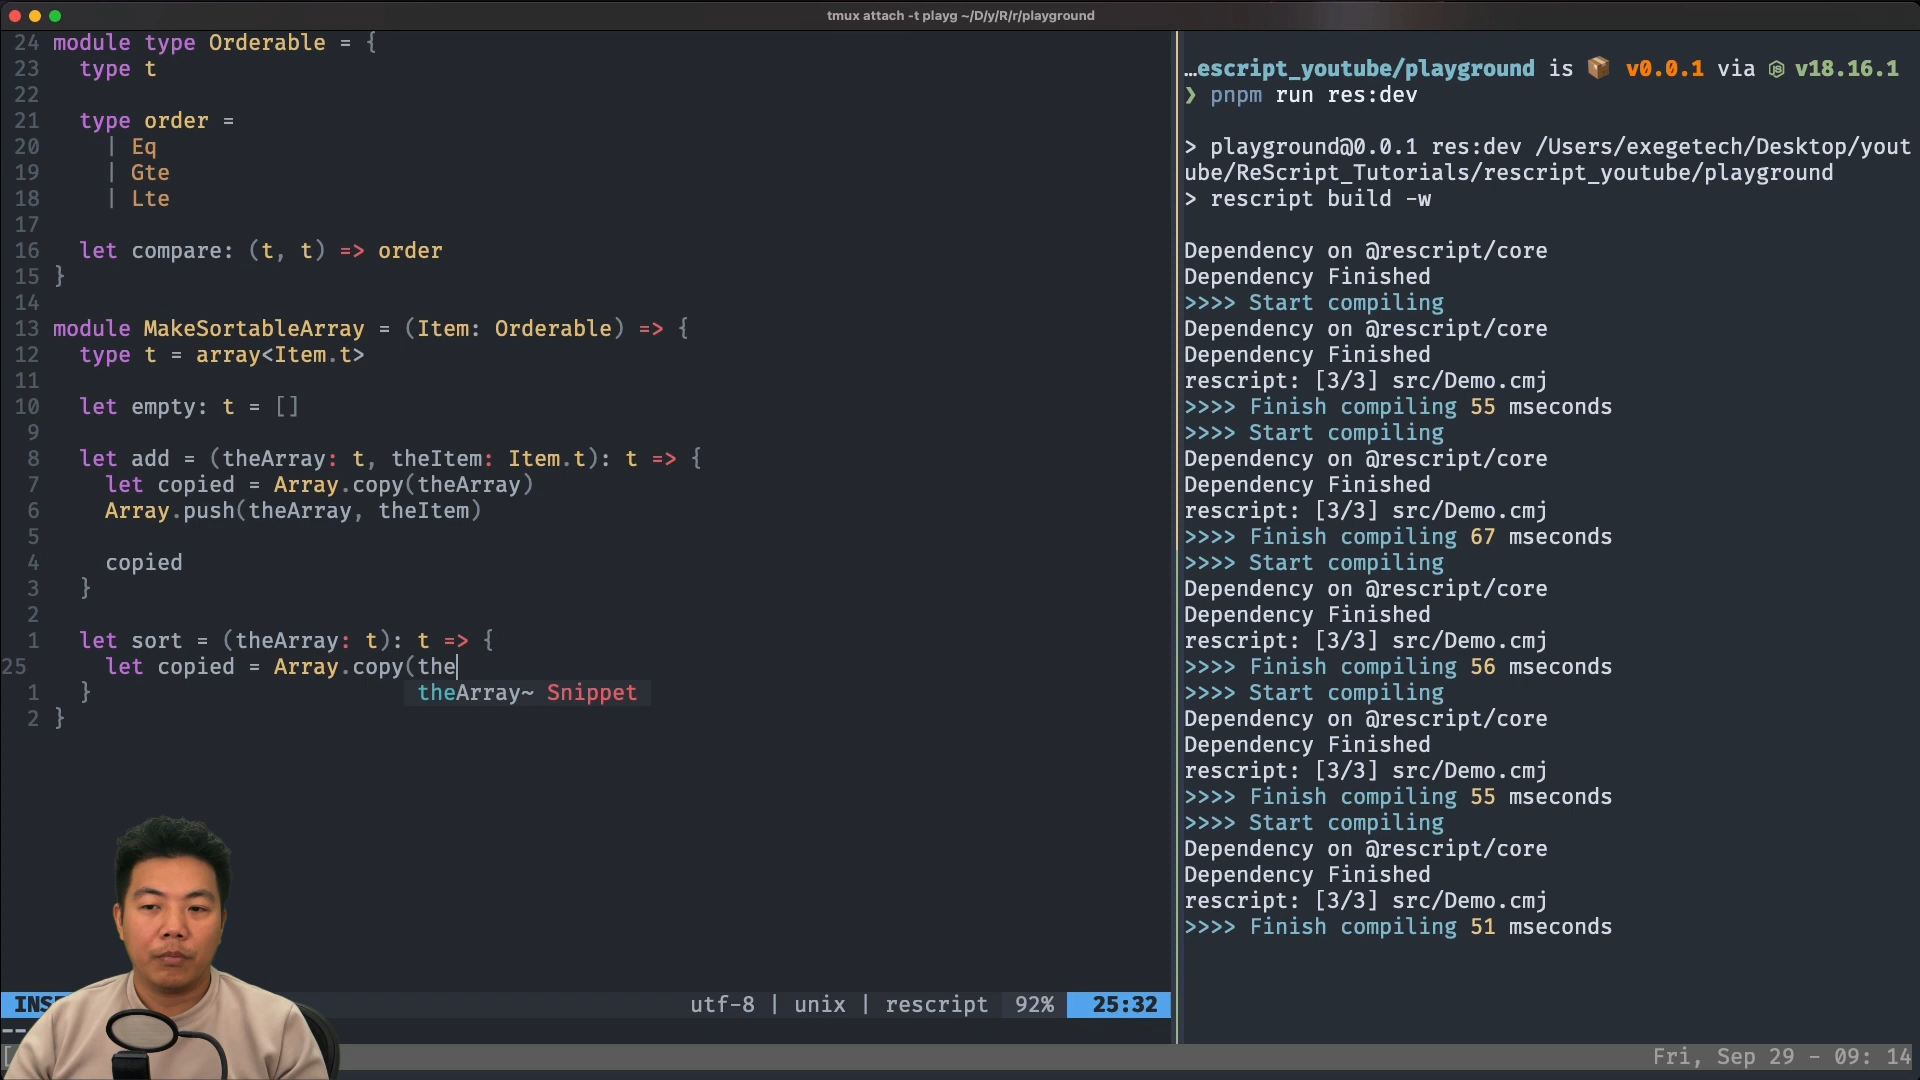 tmux attach -t playg ~/D/y/R/r/playground
24 module type Orderable = {
23   type t
22
21   type order =
20     | Eq
19     | Gte
18     | Lte
17
16   let compare: (t, t) => order
15 }
14
13 module MakeSortableArray = (Item: Orderable) => {
12   type t = array<Item.t>
11
10   let empty: t = []
9
8   let add = (theArray: t, theItem: Item.t): t => {
7     let copied = Array.copy(theArray)
6     Array.push(theArray, theItem)
5
4     copied
3   }
2
1   let sort = (theArray: t): t => {
25     let copied = Array.copy(the
1   }
theArray~ Snippet
2 }
INS
utf-8 | unix | rescript 92% 25:32
--
[
…escript_youtube/playground is 📦 v0.0.1 via v18.16.1
❯ pnpm run res:dev
> playground@0.0.1 res:dev /Users/exegetech/Desktop/yout
ube/ReScript_Tutorials/rescript_youtube/playground
> rescript build -w
Dependency on @rescript/core
Dependency Finished
>>>> Start compiling
Dependency on @rescript/core
Dependency Finished
rescript: [3/3] src/Demo.cmj
>>>> Finish compiling 55 mseconds
>>>> Start compiling
Dependency on @rescript/core
Dependency Finished
rescript: [3/3] src/Demo.cmj
>>>> Finish compiling 67 mseconds
>>>> Start compiling
Dependency on @rescript/core
Dependency Finished
rescript: [3/3] src/Demo.cmj
>>>> Finish compiling 56 mseconds
>>>> Start compiling
Dependency on @rescript/core
Dependency Finished
rescript: [3/3] src/Demo.cmj
>>>> Finish compiling 55 mseconds
>>>> Start compiling
Dependency on @rescript/core
Dependency Finished
rescript: [3/3] src/Demo.cmj
>>>> Finish compiling 51 mseconds
Fri, Sep 29 - 09: 14